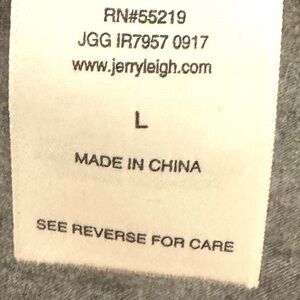 RN#55219
JGG IR7957 0917
www.jerryleigh.com
L
MADE IN CHINA
SEE REVERSE FOR CARE